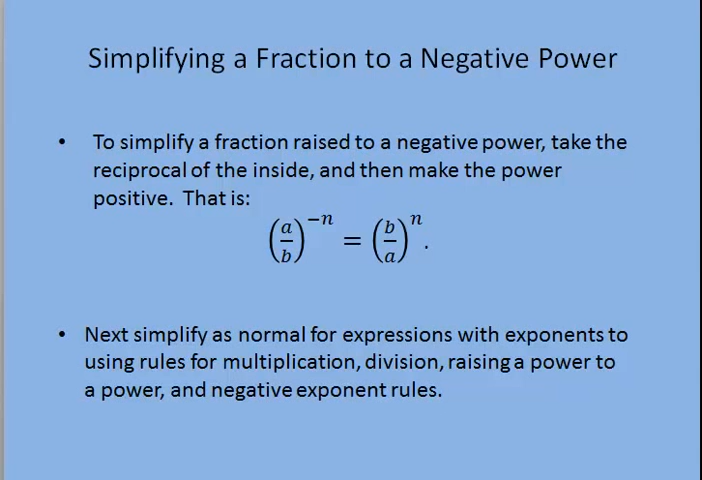 Simplifying a Fraction to a Negative Power
• To simplify a fraction raised to a negative power, take the
reciprocal of the inside, and then make the power
positive. That is:
(a/b)^−n = (b/a)^n.
• Next simplify as normal for expressions with exponents to
using rules for multiplication, division, raising a power to
a power, and negative exponent rules.